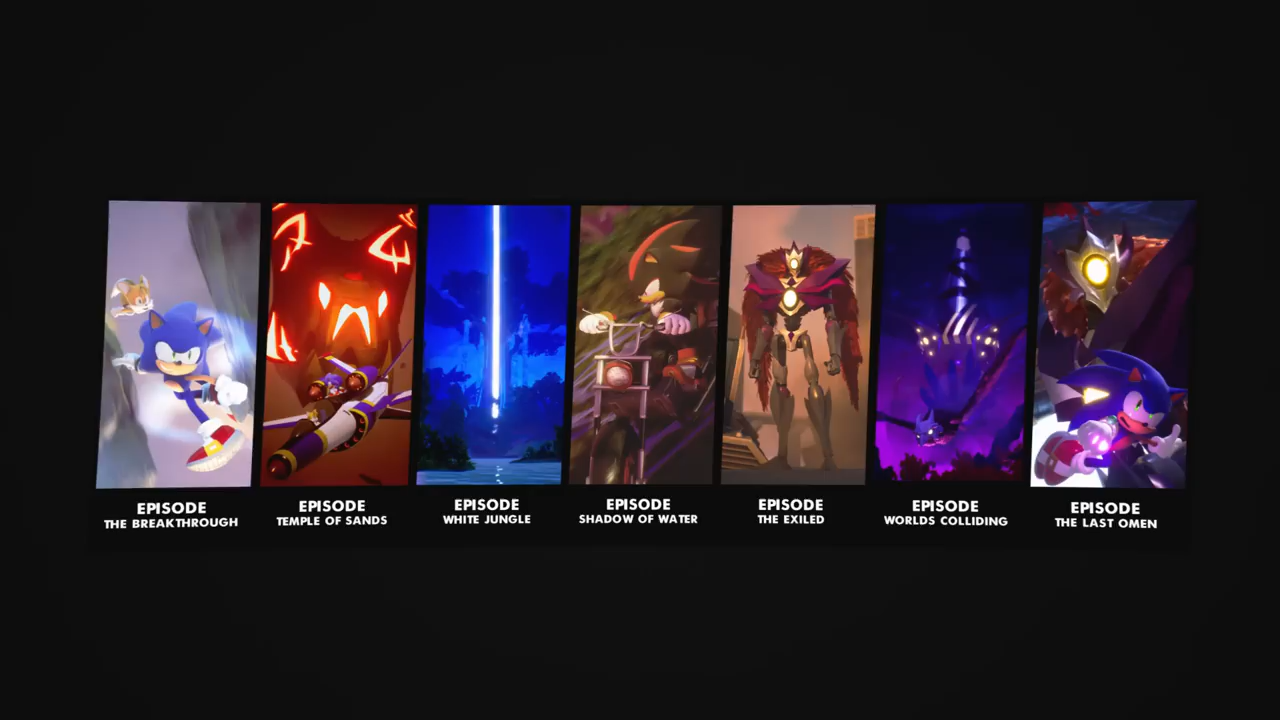 EPISODE
THE BREAKTHROUGH
EPISODE
TEMPLE OF SANDS
EPISODE
WHITE JUNGLE
EPISODE
SHADOW OF WATER
EPISODE
THE EXILED
EPISODE
WORLDS COLLIDING
EPISODE
THE LAST OMEN